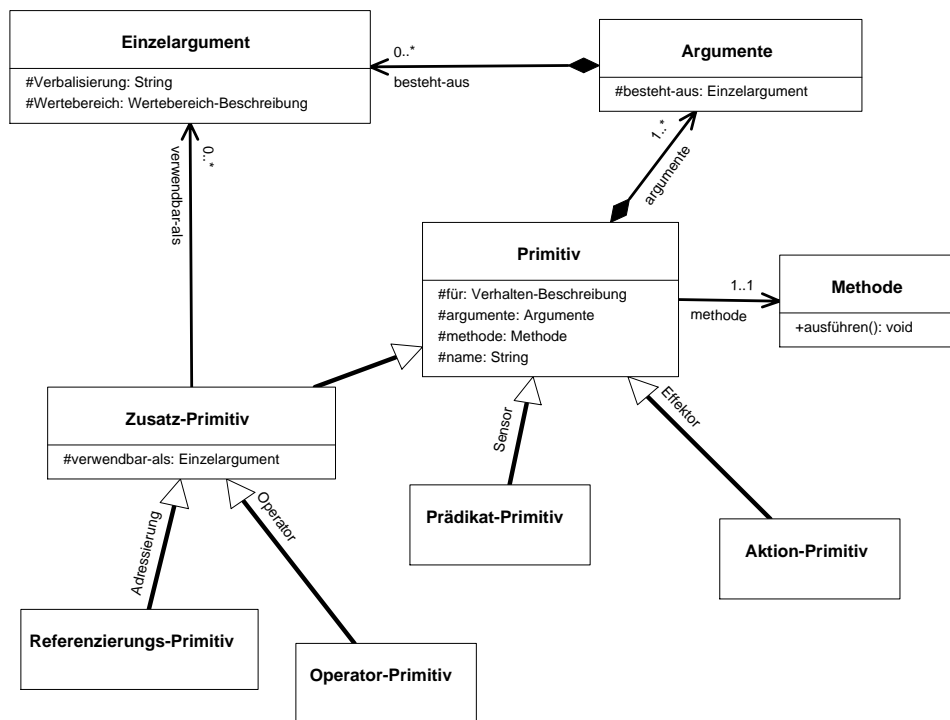 Einzelargument
#Verbalisierung: String
#Wertebereich: Wertebereich-Beschreibung
0..*
besteht-aus
Argumente
#besteht-aus: Einzelargument
0..*
verwendbar-als
1..*
argumente
Primitiv
#für: Verhalten-Beschreibung
#argumente: Argumente
#methode: Methode
#name: String
1..1
methode
Methode
+ausführen(): void
Zusatz-Primitiv
#verwendbar-als: Einzelargument
Sensor
Effektor
Prädikat-Primitiv
Aktion-Primitiv
Adressierung
Operator
Referenzierungs-Primitiv
Operator-Primitiv